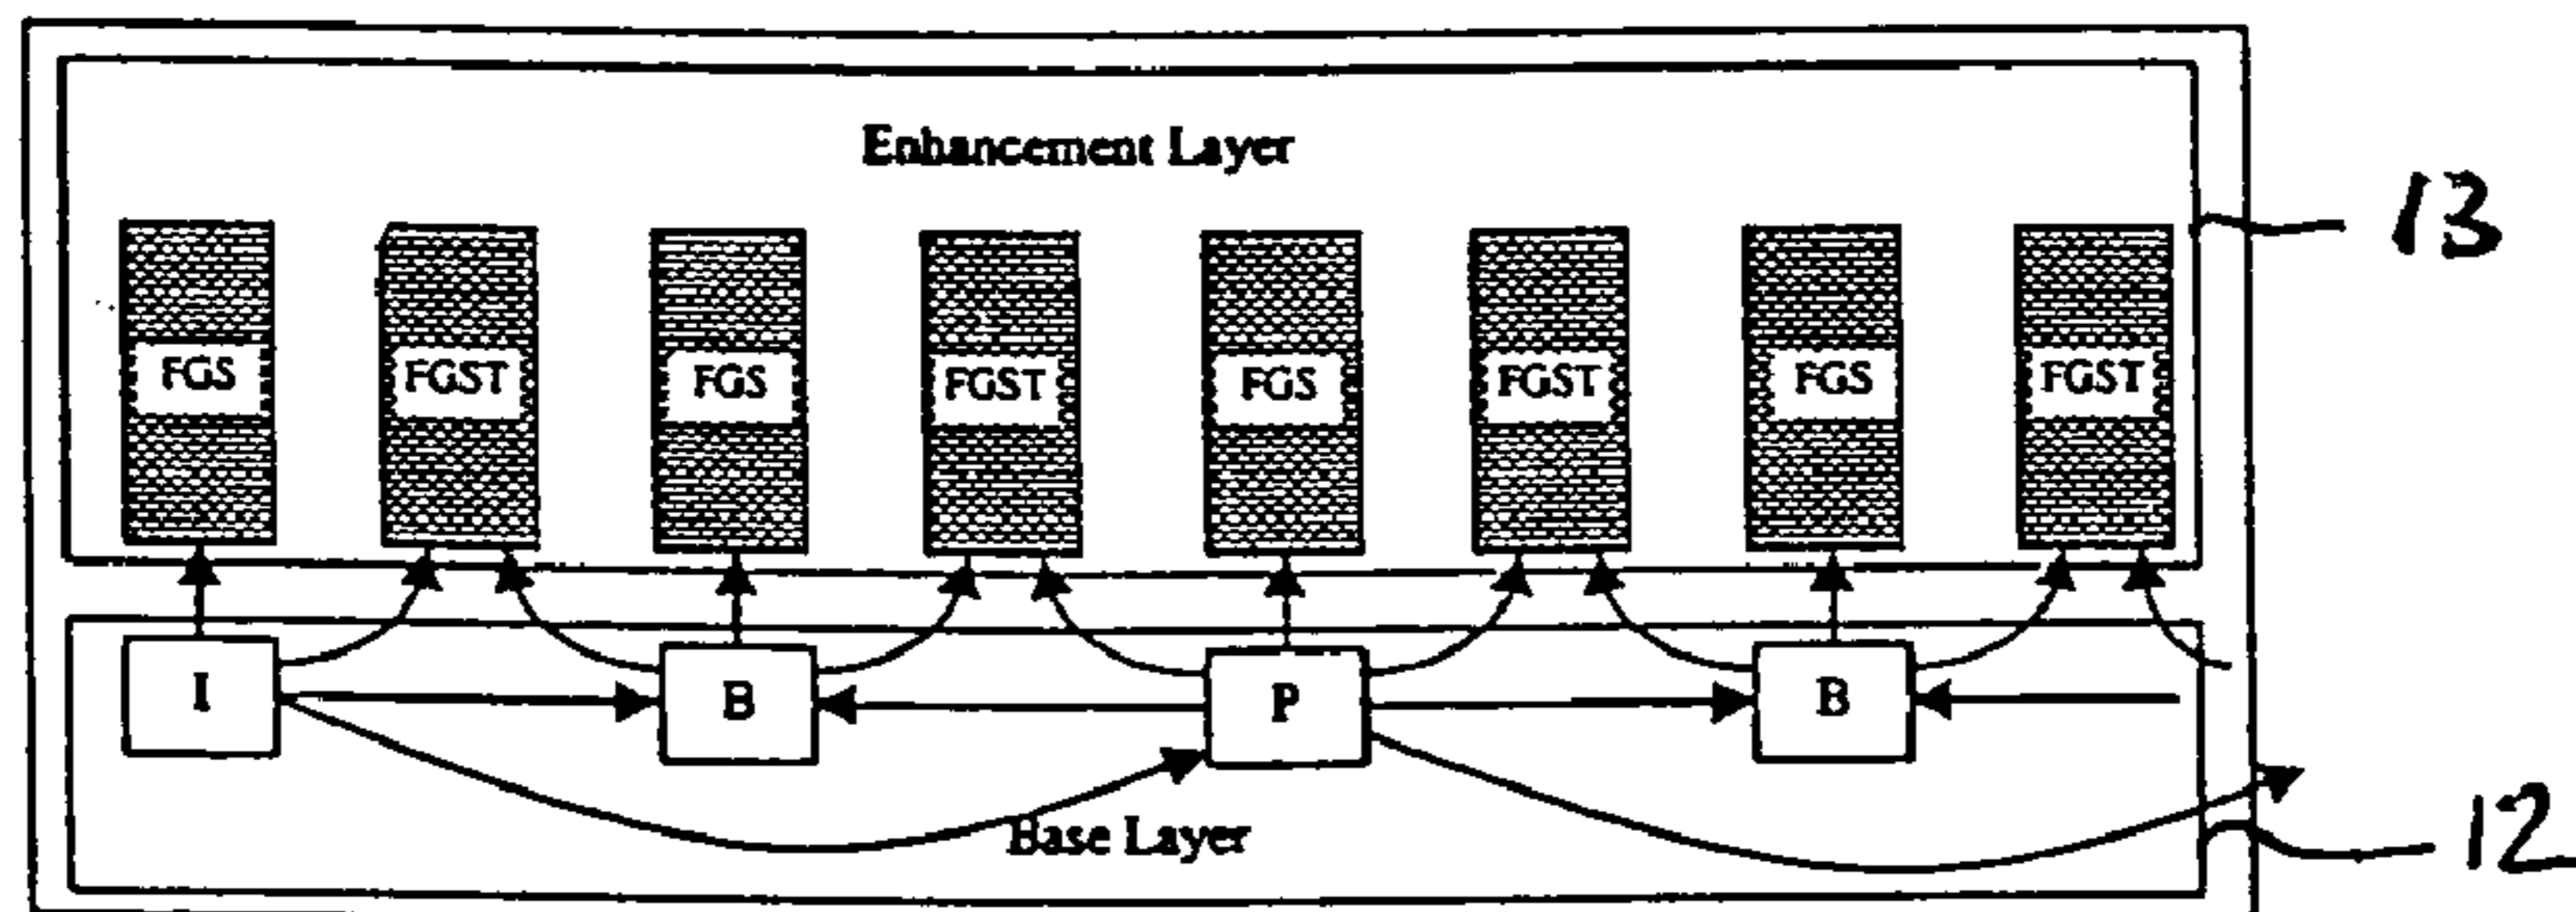 Enhancement Layer
13
FGS FGST FGS FGST FGS FGST FGS FGST
I B P B
Base Layer
12